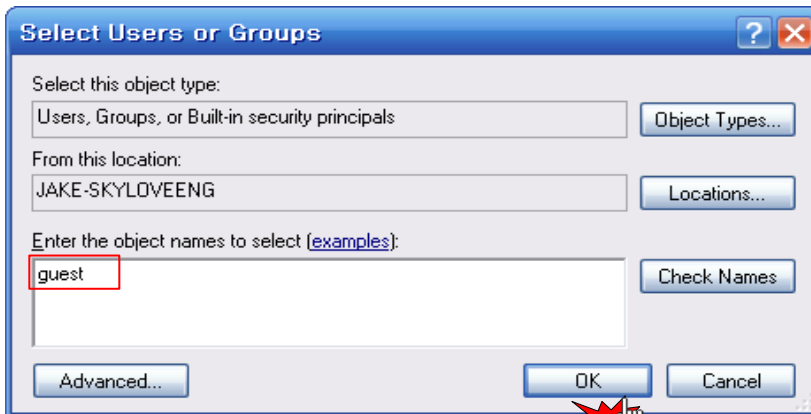 Select Users or Groups
Select this object type:
Users, Groups, or Built-in security principals
Object Types...
From this location:
JAKE-SKYLOVEENG
Locations...
Enter the object names to select (examples):
guest
Check Names
Advanced...
OK
Cancel